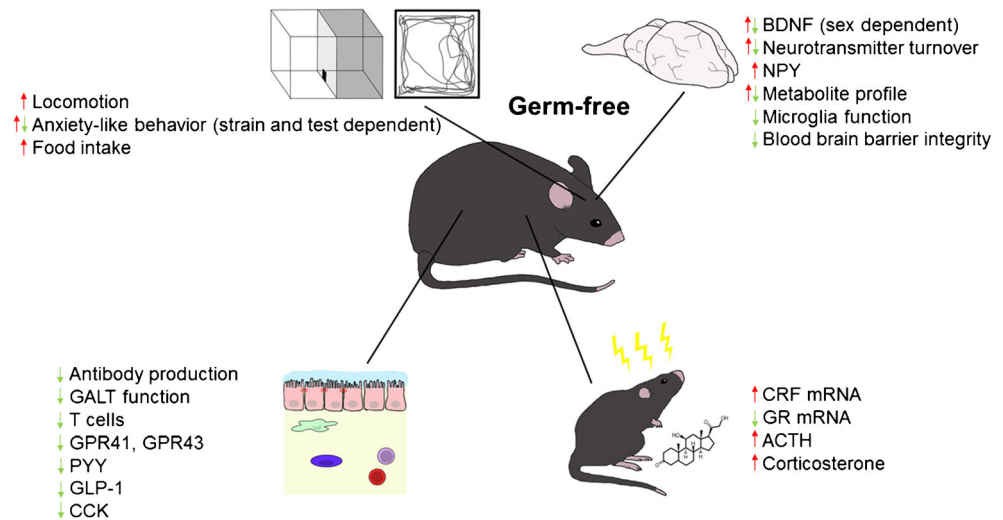 Germ-free
↑ Locomotion
↑↓ Anxiety-like behavior (strain and test dependent)
↑ Food intake
↑↓ BDNF (sex dependent)
↑↓ Neurotransmitter turnover
↑ NPY
↑↓ Metabolite profile
↓ Microglia function
↓ Blood brain barrier integrity
↓ Antibody production
↓ GALT function
↓ T cells
↓ GPR41, GPR43
↓ PYY
↓ GLP-1
↓ CCK
↑ CRF mRNA
↓ GR mRNA
↑ ACTH
↑ Corticosterone
OH
O
HO
H
H
H
O